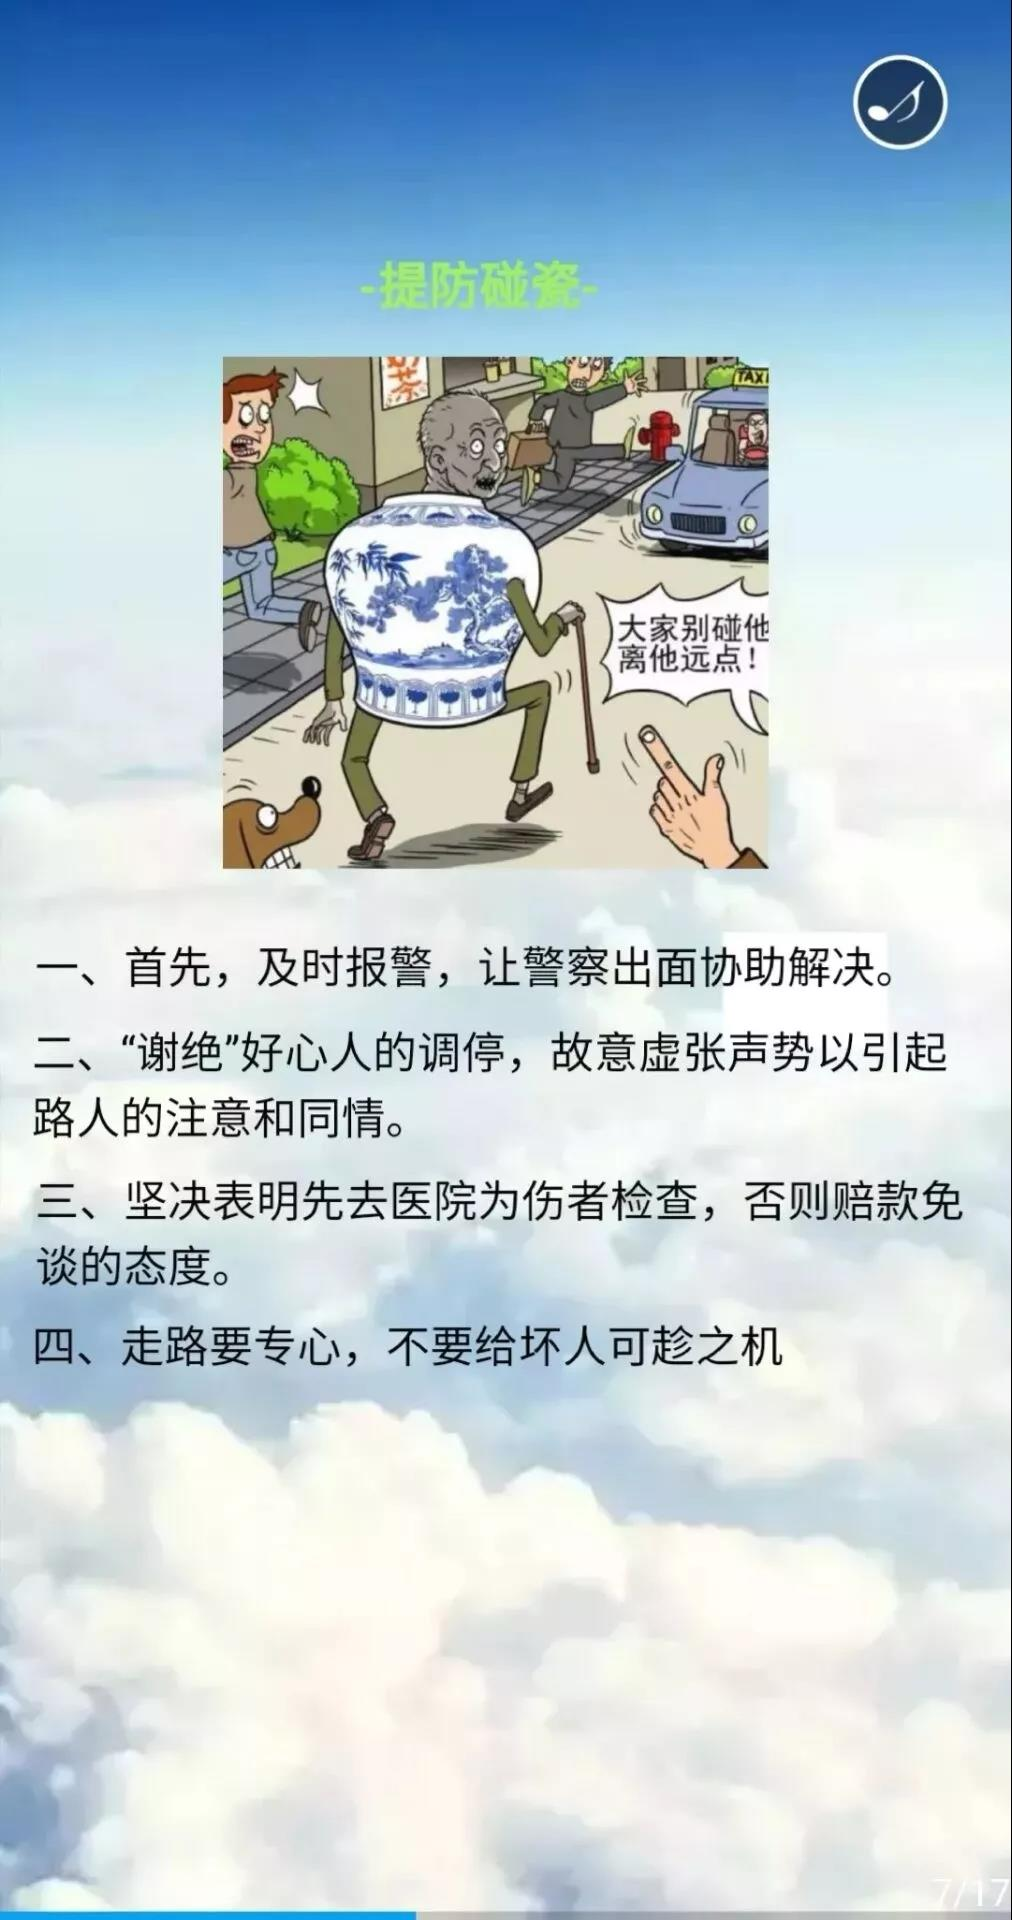 -提防碰瓷-
TAXI
大家别碰他
离他远点！
一、首先，及时报警，让警察出面协助解决。
二、“谢绝”好心人的调停，故意虚张声势以引起
路人的注意和同情。
三、坚决表明先去医院为伤者检查，否则赔款免
谈的态度。
四、走路要专心，不要给坏人可趁之机
7/17